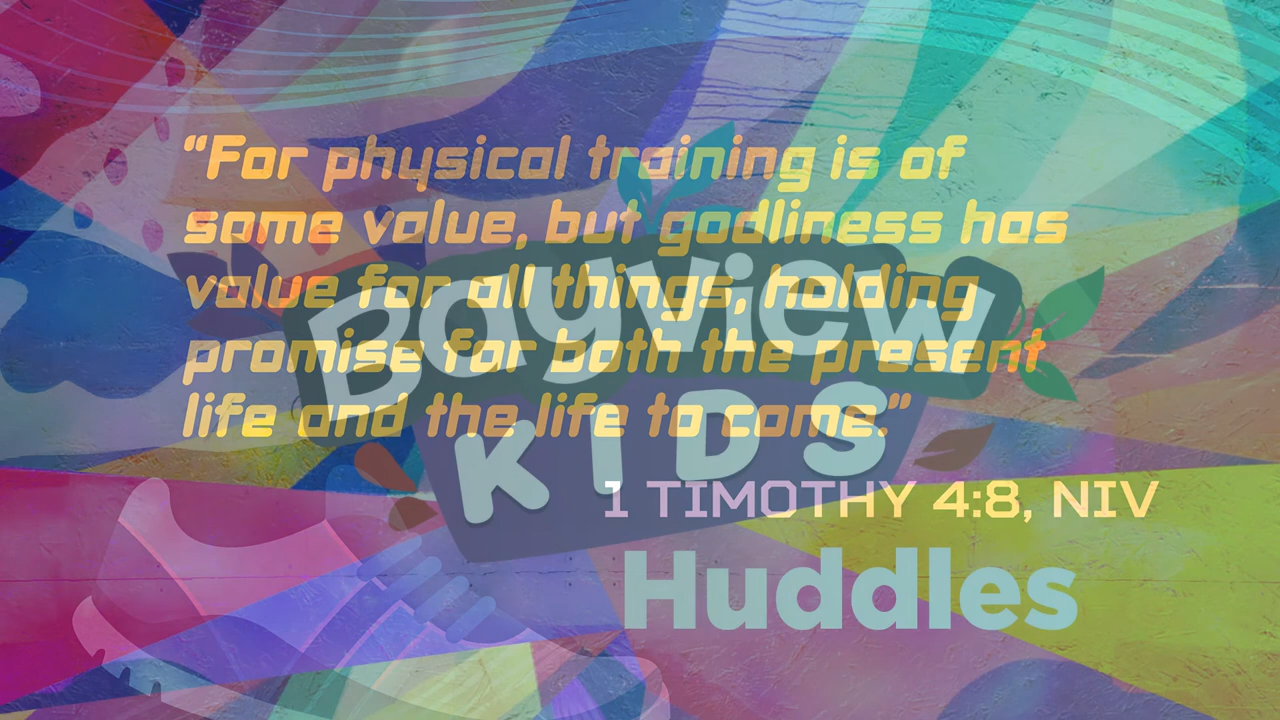 “For physical training is of
some value, but godliness has
value for all things, holding
promise for both the present
life and the life to come.”
1 TIMOTHY 4:8, NIV
Bayview
KIDS
Huddles